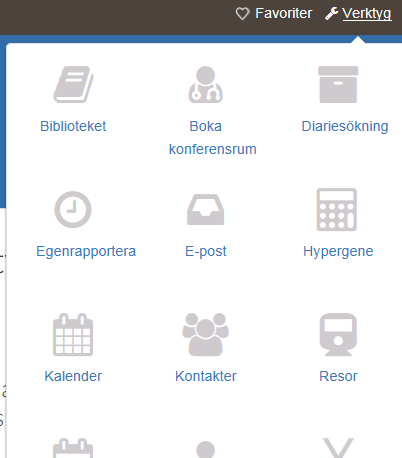 Favoriter Verktyg
Biblioteket Boka konferensrum Diariesökning
Egenrapportera E-post Hypergene
Kalender Kontakter Resor